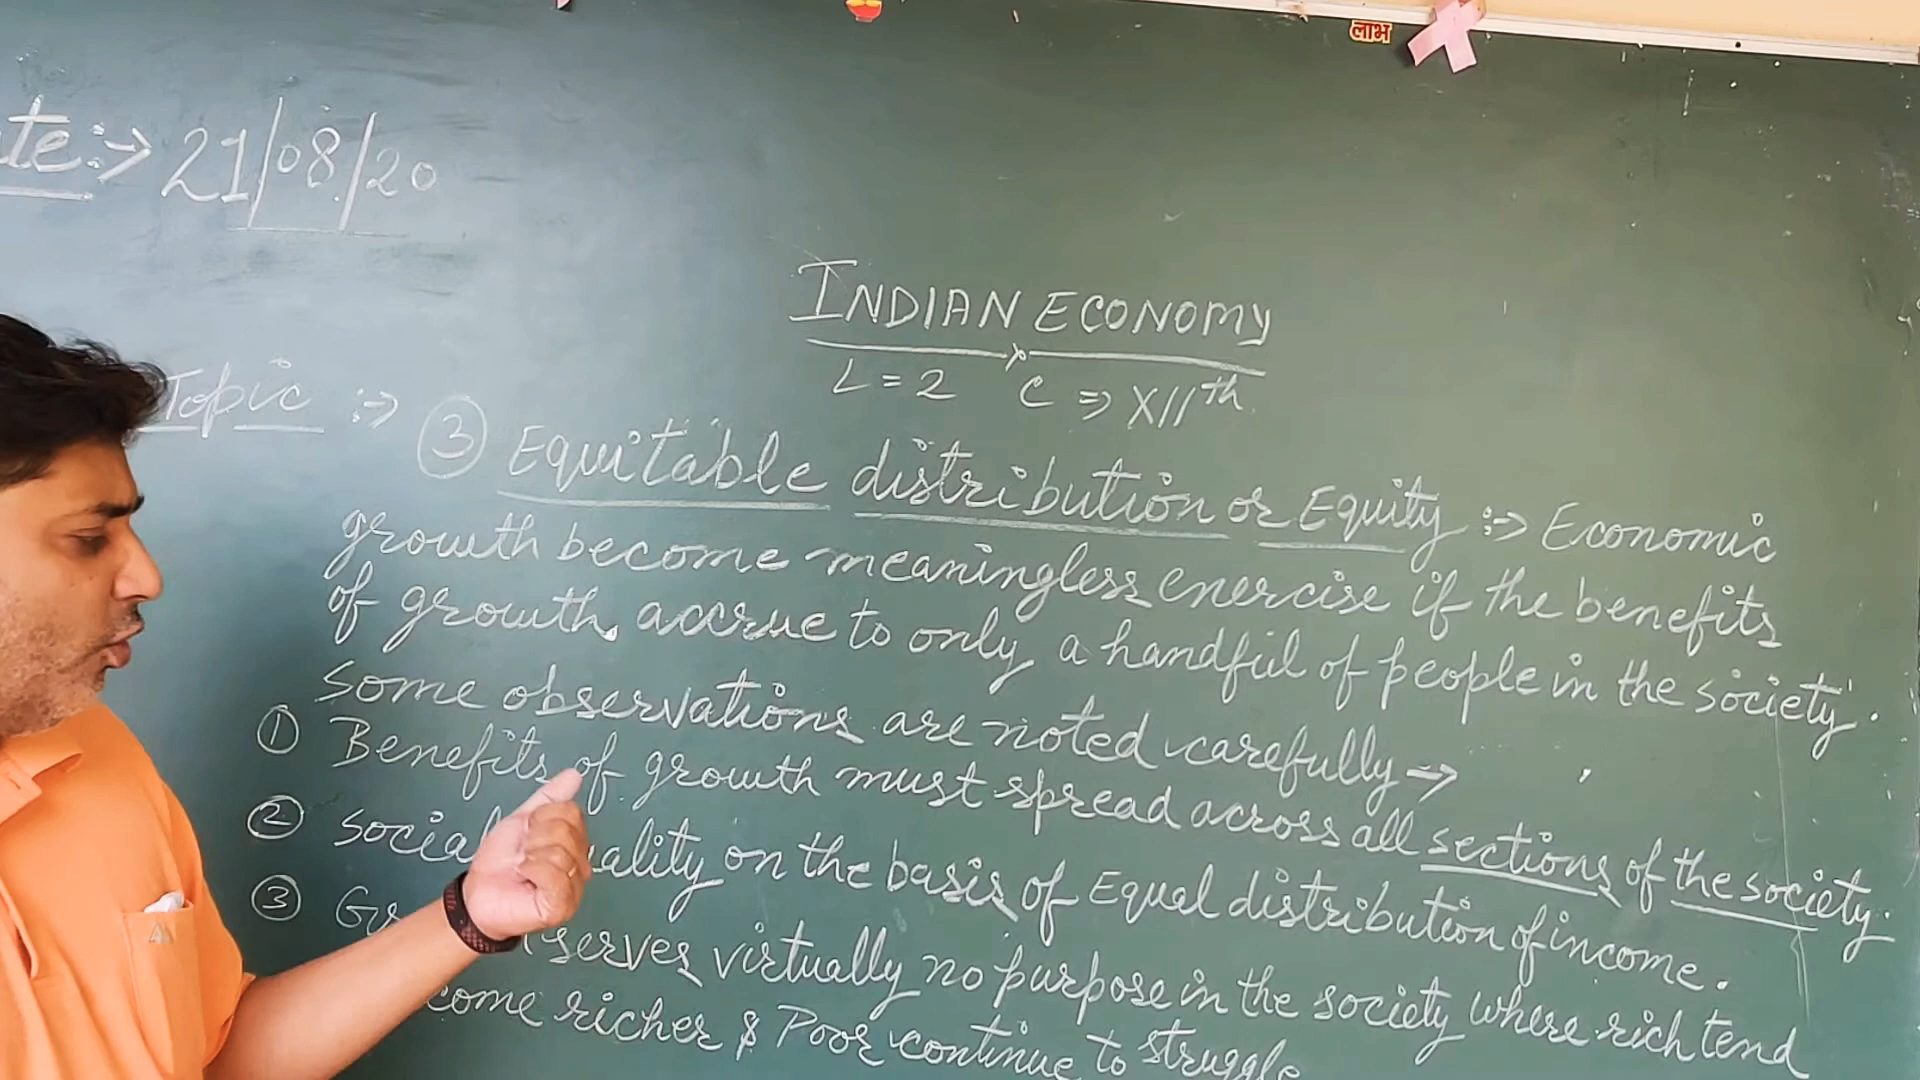 लाभ
te :-> 21/08/20
INDIAN ECONOMY
L = 2 C => XIIth
Topic :->
③ Equitable distribution or Equity :-> Economic
growth become meaningless enercise if the benefits
of growth accrue to only a handful of people in the society.
Some observations are noted carefully ->
① Benefits of growth must spread across all sections of the society.
② Social ality on the basis of Equal distribution of income.
③ G serves virtually no purpose in the society where rich tend
come richer & Poor continue to struggle